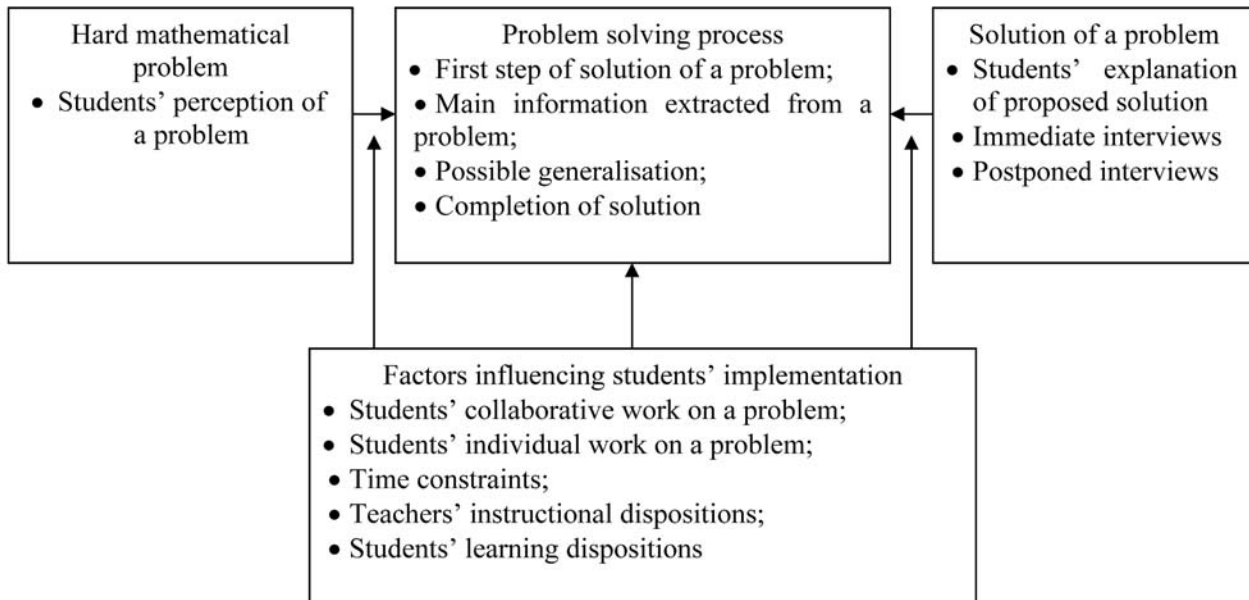 Hard mathematical
problem
• Students’ perception of
a problem
Problem solving process
• First step of solution of a problem;
• Main information extracted from a
problem;
• Possible generalisation;
• Completion of solution
Solution of a problem
• Students’ explanation
of proposed solution
• Immediate interviews
• Postponed interviews
Factors influencing students’ implementation
• Students’ collaborative work on a problem;
• Students’ individual work on a problem;
• Time constraints;
• Teachers’ instructional dispositions;
• Students’ learning dispositions